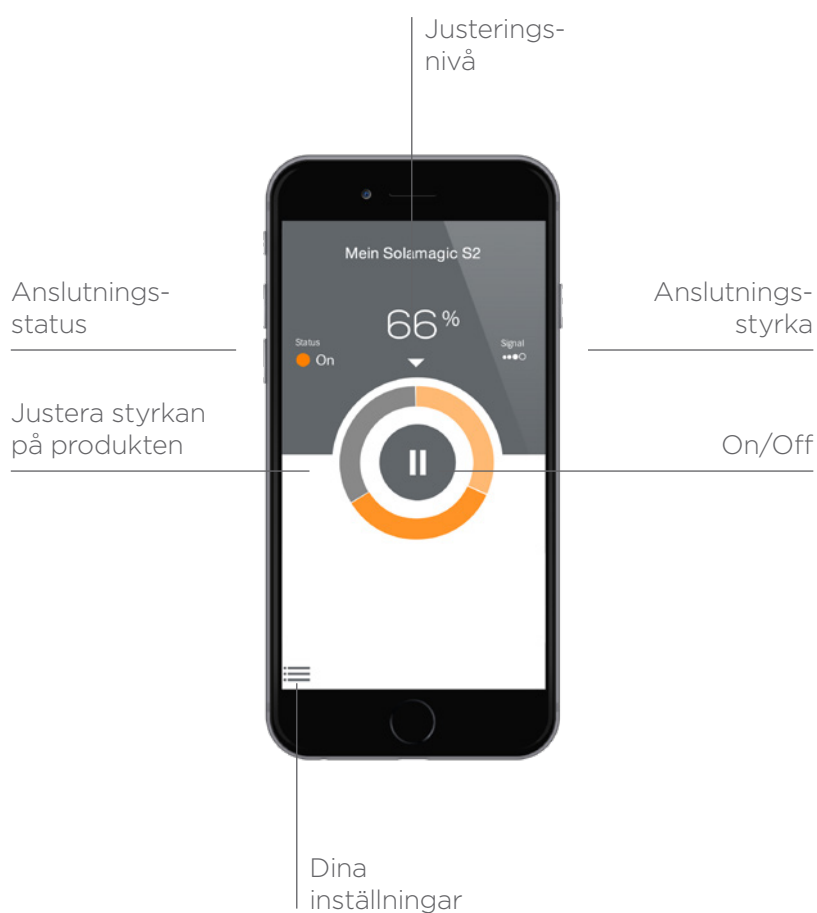 Justerings-
nivå
Mein Solamagic S2
Anslutnings-
status
Anslutnings-
styrka
66%
Status
On
Signal
Justera styrkan
på produkten
On/Off
Dina
inställningar